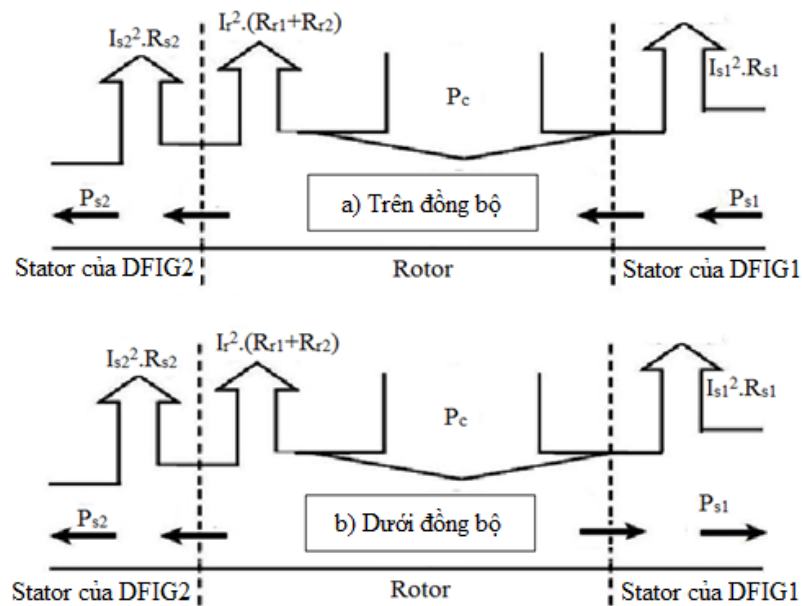 Iₛ₂².Rₛ₂ Iᵣ².(Rᵣ₁+Rᵣ₂)
Iₛ₁².Rₛ₁
P꜀
Pₛ₂ a) Trên đồng bộ Pₛ₁
Stator của DFIG2 Rotor Stator của DFIG1
Iₛ₂².Rₛ₂ Iᵣ².(Rᵣ₁+Rᵣ₂)
Iₛ₁².Rₛ₁
P꜀
Pₛ₂ b) Dưới đồng bộ Pₛ₁
Stator của DFIG2 Rotor Stator của DFIG1